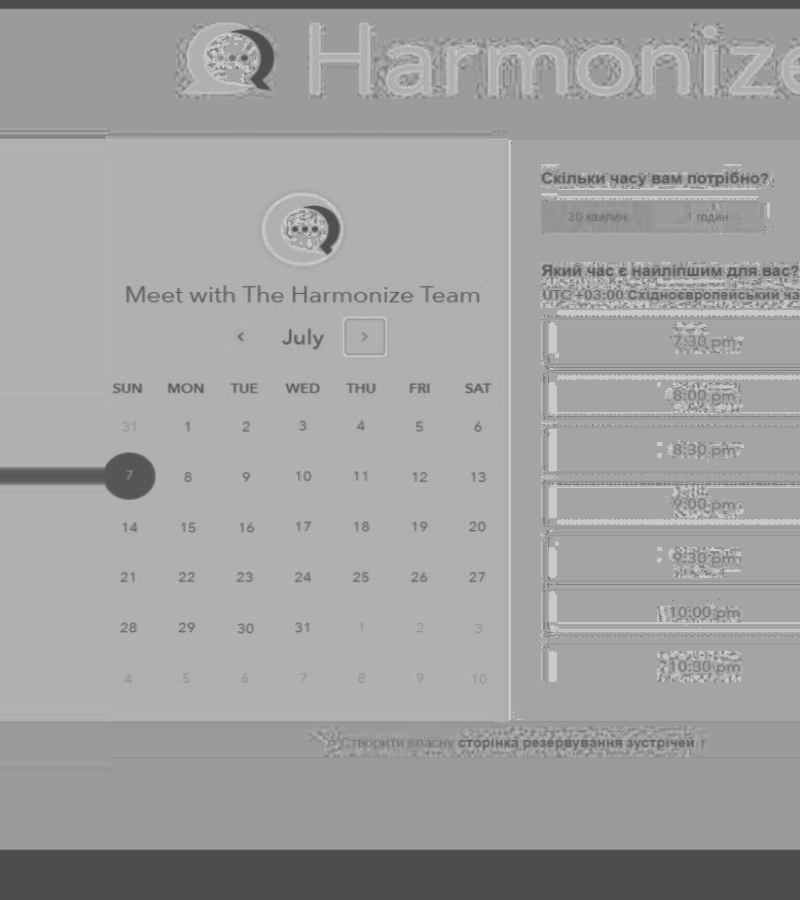 Harmonize
Meet with The Harmonize Team
‹ July ›
SUN MON TUE WED THU FRI SAT
31 1 2 3 4 5 6
7 8 9 10 11 12 13
14 15 16 17 18 19 20
21 22 23 24 25 26 27
28 29 30 31 1 2 3
4 5 6 7 8 9 10
Скільки часу вам потрібно?
30 хвилин 1 годин
Який час є найліпшим для вас?
UTC +03:00 Східноєвропейський
7:30 pm
8:00 pm
8:30 pm
9:00 pm
9:30 pm
10:00 pm
10:30 pm
Створити власну сторінка резервування зустрічей